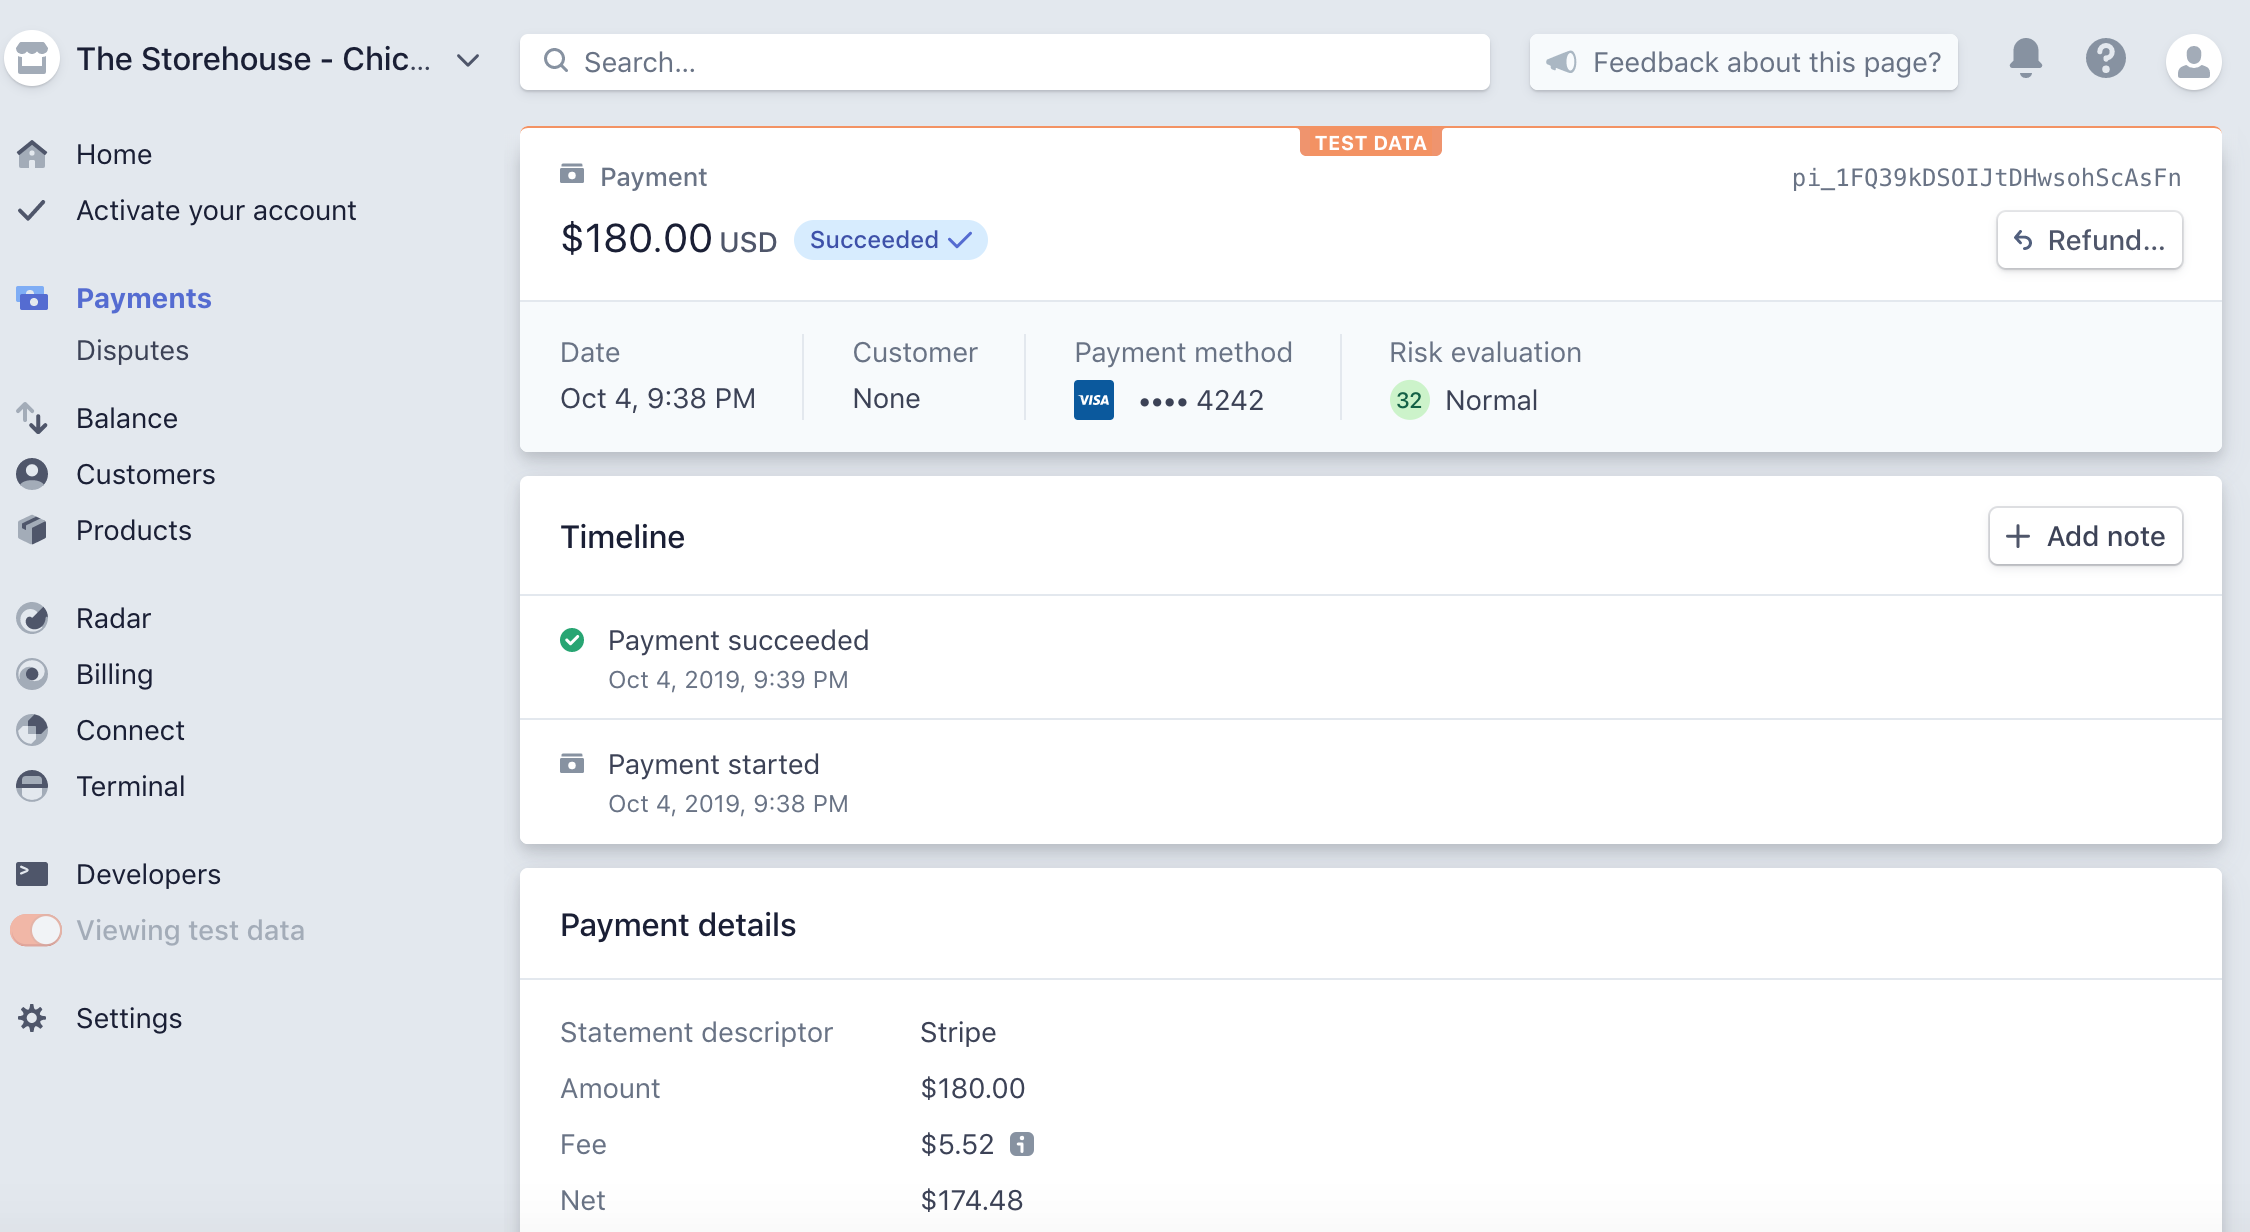 The Storehouse - Chic...
Search...
Feedback about this page?
Home
Activate your account
Payments
Disputes
Balance
Customers
Products
Radar
Billing
Connect
Terminal
Developers
Viewing test data
Settings
TEST DATA
Payment
pi_1FQ39kDSOIJtDHwsohScAsFn
$180.00 USD Succeeded
Refund...
Date
Oct 4, 9:38 PM
Customer
None
Payment method
VISA •••• 4242
Risk evaluation
32 Normal
Timeline
Add note
Payment succeeded
Oct 4, 2019, 9:39 PM
Payment started
Oct 4, 2019, 9:38 PM
Payment details
Statement descriptor Stripe
Amount $180.00
Fee $5.52
Net $174.48